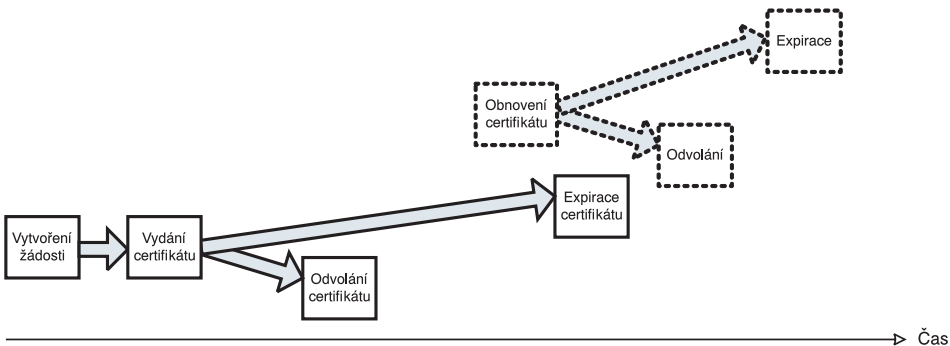 Expirace
Obnovení
certifikátu
Odvolání
Expirace
certifikátu
Vytvoření
žádosti
Vydání
certifikátu
Odvolání
certifikátu
Čas